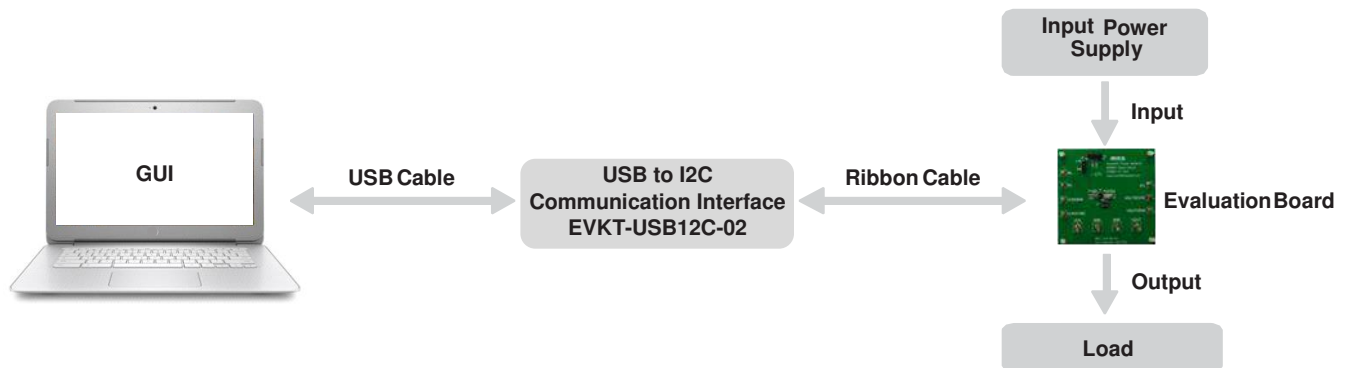 Input Power
Supply
Input
GUI
USB Cable
USB to I2C
Communication Interface
EVKT-USB12C-02
Ribbon Cable
Evaluation Board
Output
Load